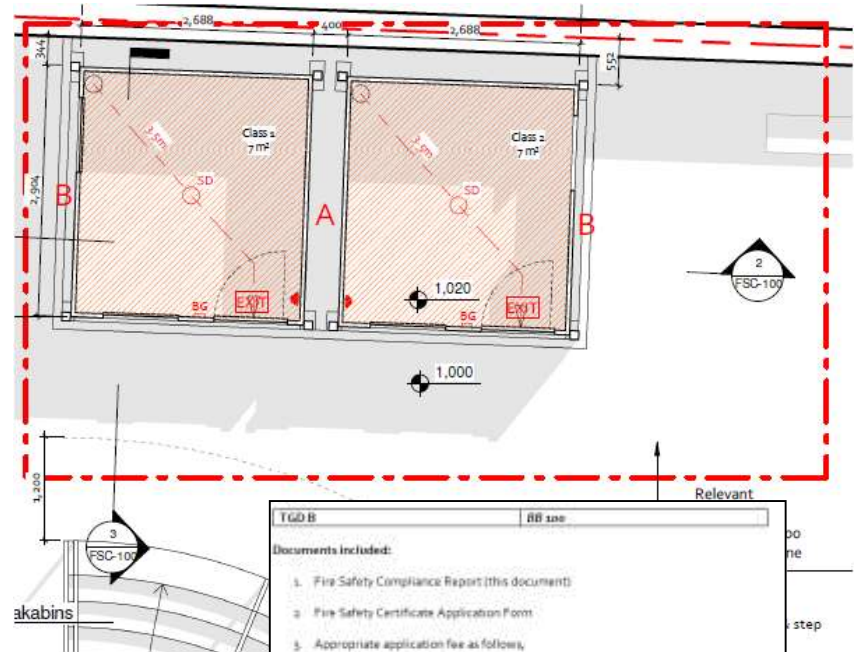 2,688
400
2,688
344
552
3.5m
Class 1
7 m²
3.5m
Class 2
7 m²
SD
SD
2,904
B
A
B
2
FSC-100
1,020
EXIT
EXIT
BG
BG
1,000
1,200
Relevant
3
FSC-100
akabins
step
TGD B
BB 100
Documents included:
1. Fire Safety Compliance Report (this document)
2. Fire Safety Certificate Application Form
3. Appropriate application fee as follows,